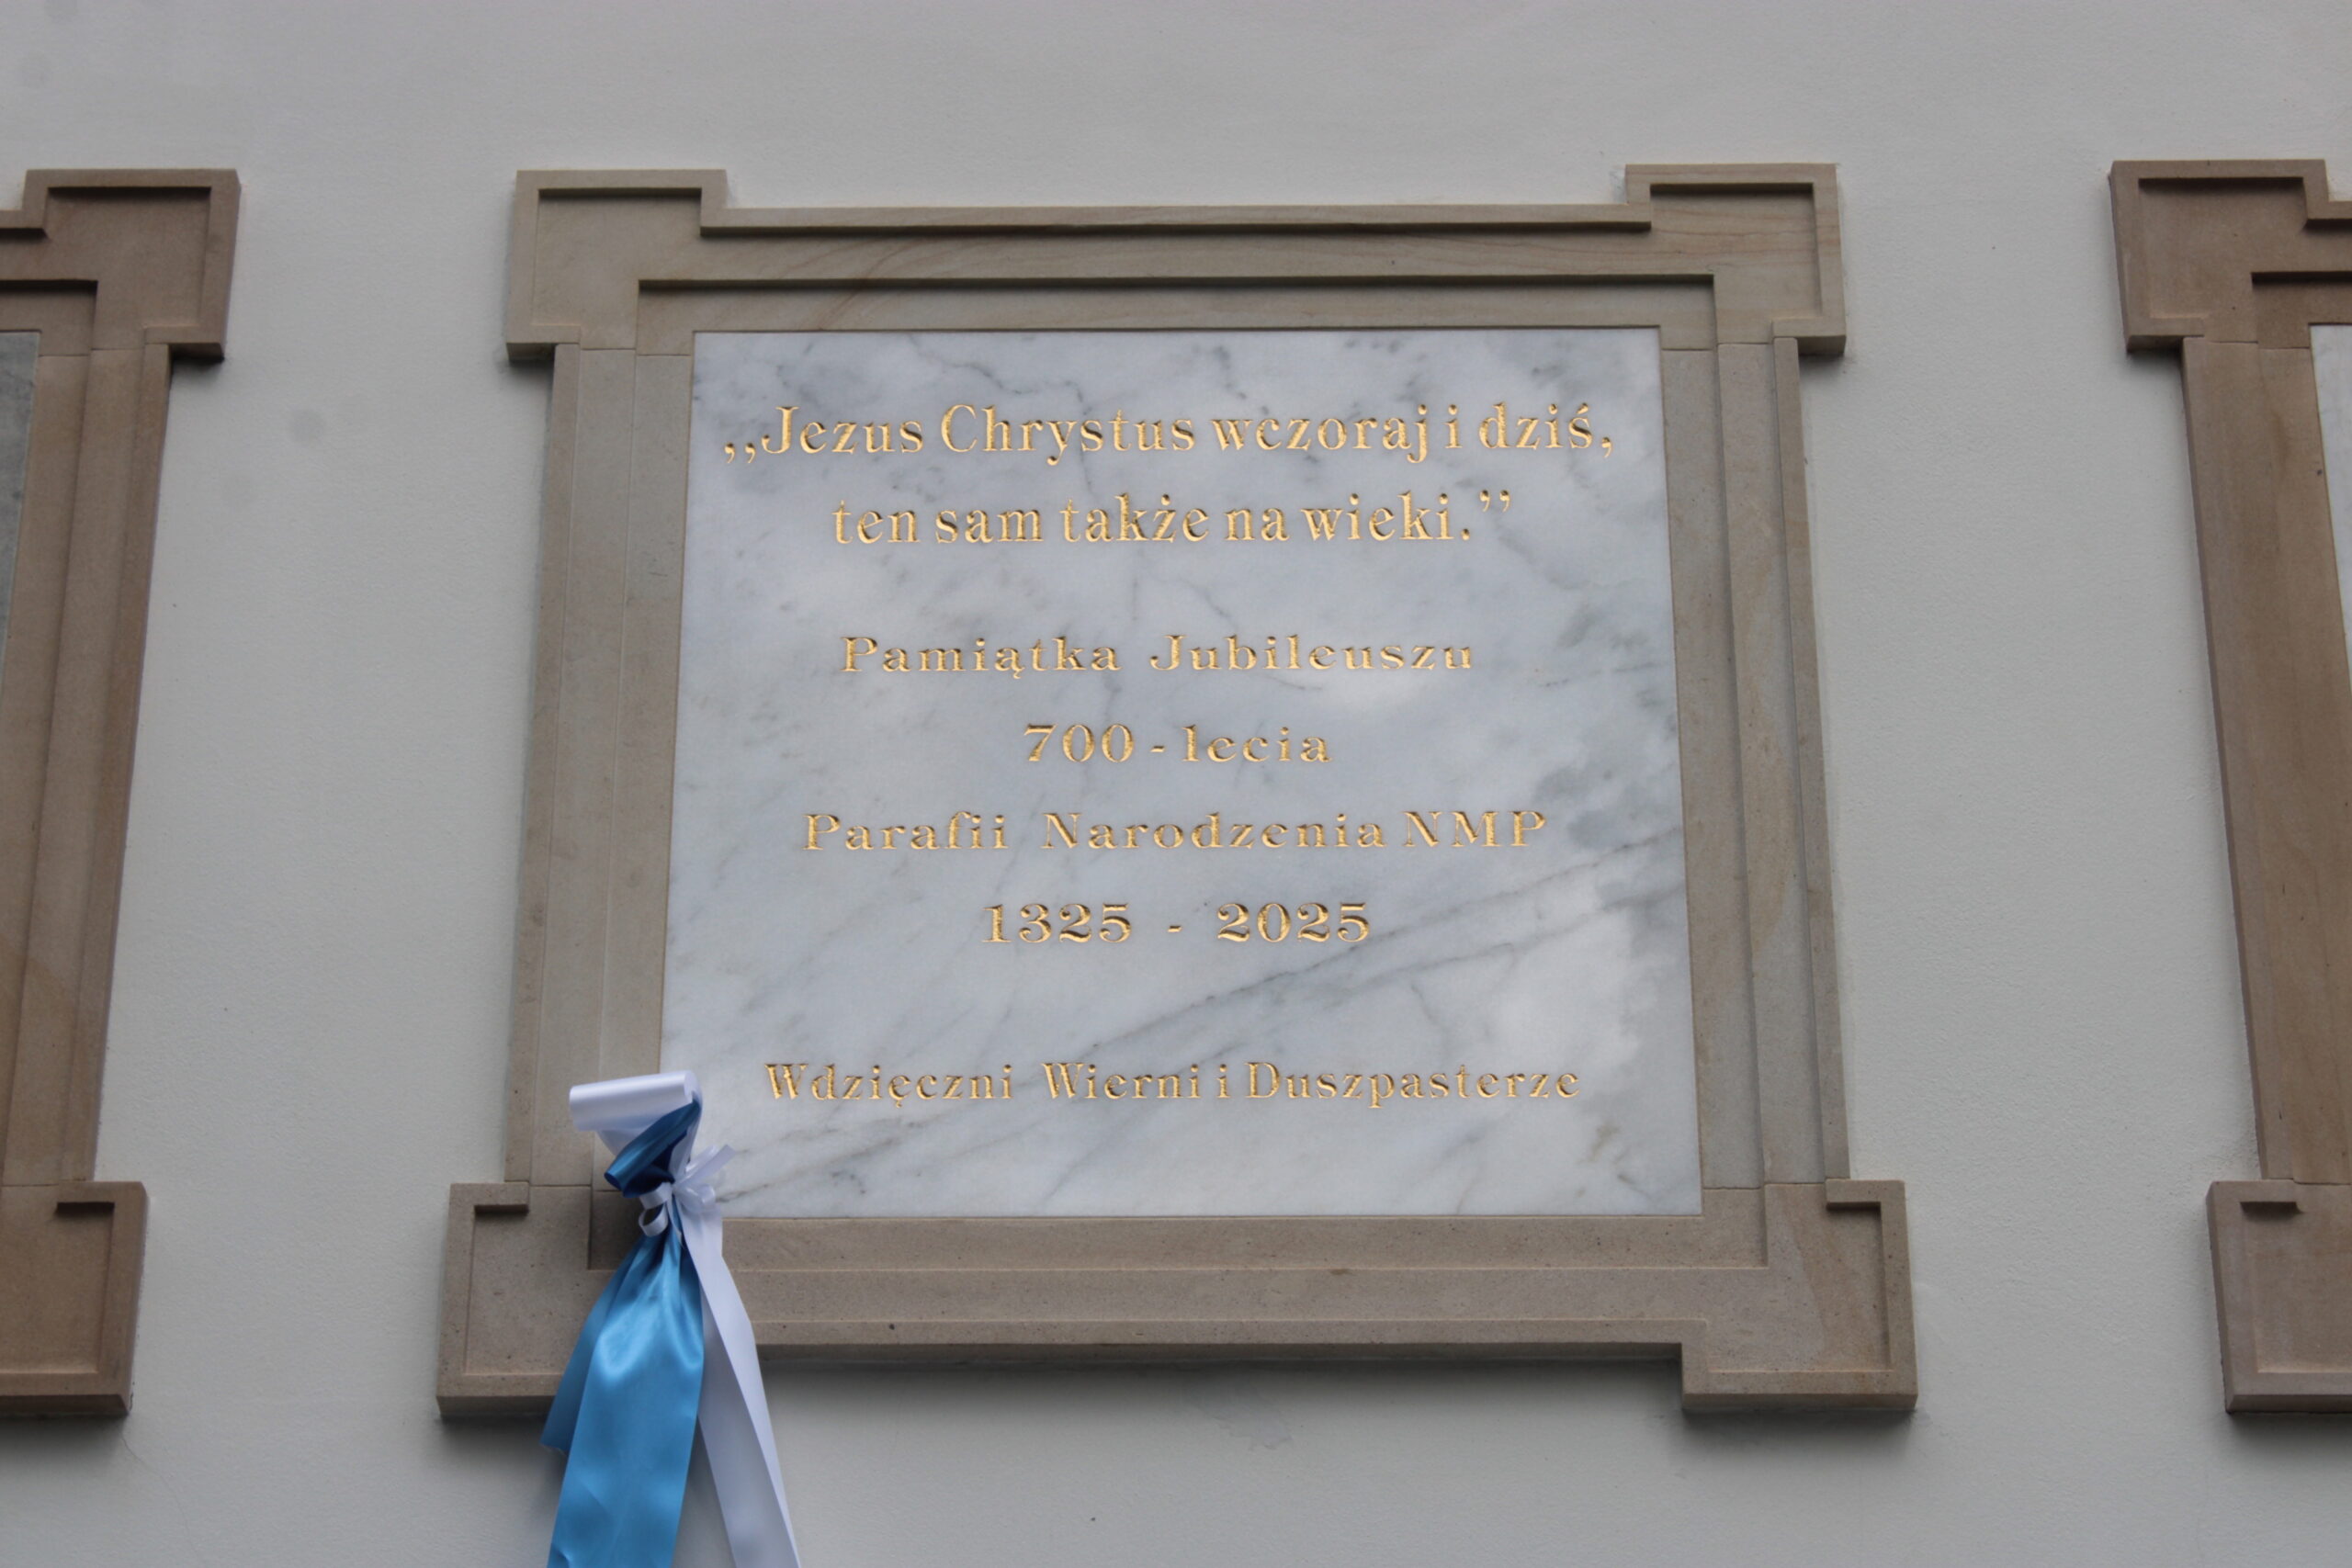 ,,Jezus Chrystus wczoraj i dziś,
ten sam także na wieki.’’
Pamiątka Jubileuszu
700 - lecia
Parafii Narodzenia NMP
1325 - 2025
Wdzięczni Wierni i Duszpasterze